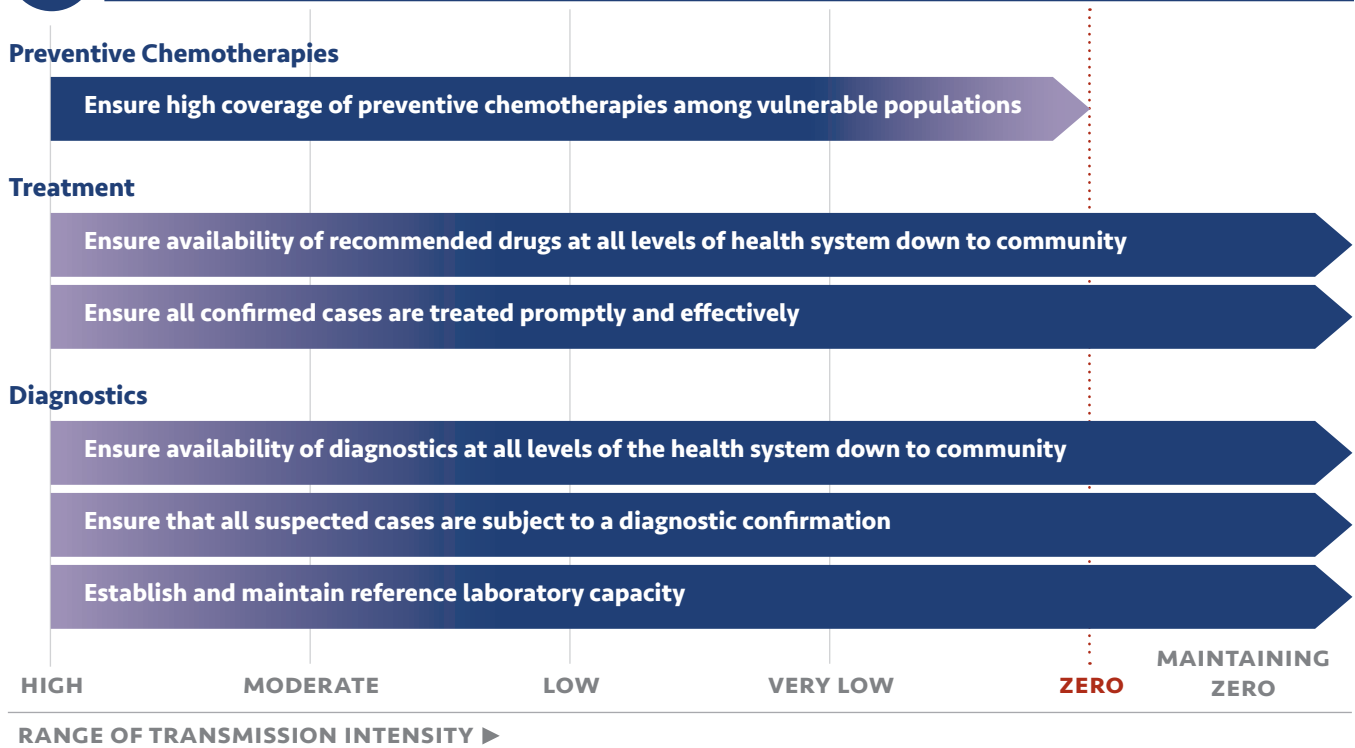 Preventive Chemotherapies
Ensure high coverage of preventive chemotherapies among vulnerable populations
Treatment
Ensure availability of recommended drugs at all levels of health system down to community
Ensure all confirmed cases are treated promptly and effectively
Diagnostics
Ensure availability of diagnostics at all levels of the health system down to community
Ensure that all suspected cases are subject to a diagnostic confirmation
Establish and maintain reference laboratory capacity
HIGH MODERATE LOW VERY LOW ZERO MAINTAINING
ZERO
RANGE OF TRANSMISSION INTENSITY ▶